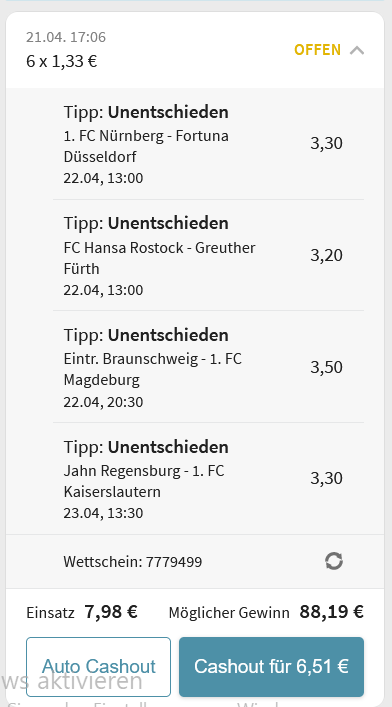 21.04. 17:06
6 x 1,33 €
OFFEN
Tipp: Unentschieden
1. FC Nürnberg - Fortuna
Düsseldorf
3,30
22.04, 13:00
Tipp: Unentschieden
FC Hansa Rostock - Greuther
Fürth
3,20
22.04, 13:00
Tipp: Unentschieden
Eintr. Braunschweig - 1. FC
Magdeburg
3,50
22.04, 20:30
Tipp: Unentschieden
Jahn Regensburg - 1. FC
Kaiserslautern
3,30
23.04, 13:30
Wettschein: 7779499
Einsatz 7,98 € Möglicher Gewinn 88,19 €
Auto Cashout Cashout für 6,51 €
ws aktivieren